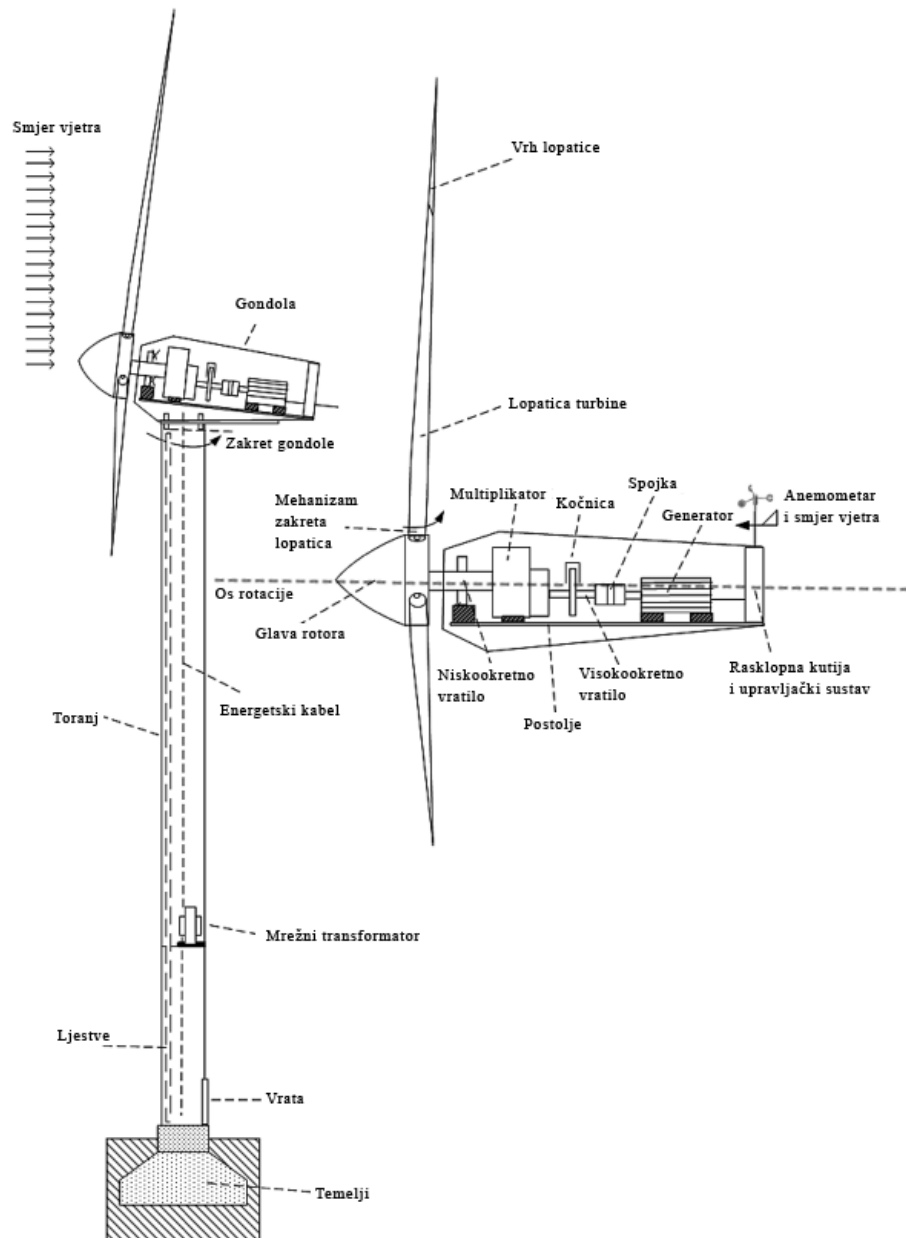 Smjer vjetra
Vrh lopatice
Gondola
Lopatica turbine
Zakret gondole
Mehanizam
zakreta
lopatica
Multiplikator
Kočnica
Spojka
Generator
Anemometar
i smjer vjetra
Os rotacije
Glava rotora
Niskookretno
vratilo
Visokookretno
vratilo
Rasklopna kutija
i upravljački sustav
Energetski kabel
Toranj
Postolje
Mrežni transformator
Ljestve
Vrata
Temelji